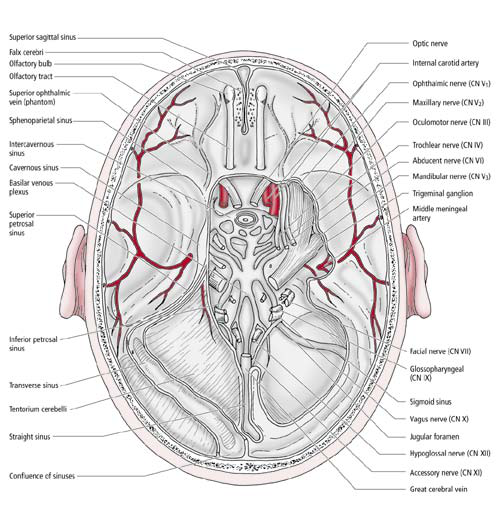 Superior sagittal sinus
Falx cerebri
Olfactory bulb
Olfactory tract
Superior ophthalmic
vein (phantom)
Sphenoparietal sinus
Intercavernous
sinus
Cavernous sinus
Basilar venous
plexus
Superior
petrosal
sinus
Inferior petrosal
sinus
Transverse sinus
Tentorium cerebelli
Straight sinus
Confluence of sinuses
Optic nerve
Internal carotid artery
Ophthalmic nerve (CN V₁)
Maxillary nerve (CN V₂)
Oculomotor nerve (CN III)
Trochlear nerve (CN IV)
Abducent nerve (CN VI)
Mandibular nerve (CN V₃)
Trigeminal ganglion
Middle meningeal
artery
Facial nerve (CN VII)
Glossopharyngeal
(CN IX)
Sigmoid sinus
Vagus nerve (CN X)
Jugular foramen
Hypoglossal nerve (CN XII)
Accessory nerve (CN XI)
Great cerebral vein